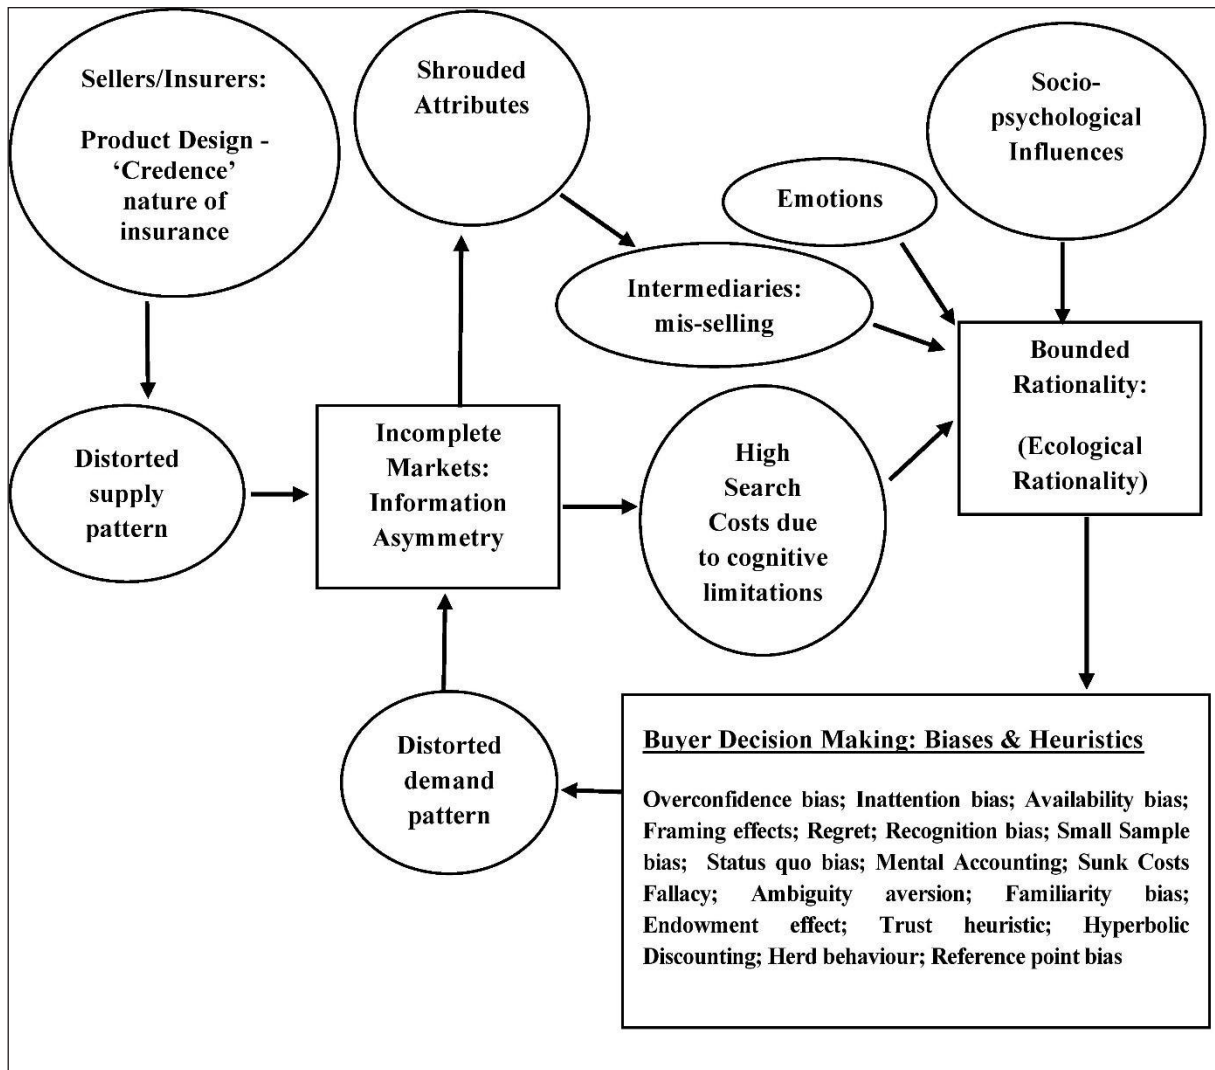 Sellers/Insurers:
Product Design -
‘Credence’
nature of
insurance
Shrouded
Attributes
Socio-
psychological
Influences
Emotions
Intermediaries:
mis-selling
Bounded
Rationality:
(Ecological
Rationality)
Distorted
supply
pattern
Incomplete
Markets:
Information
Asymmetry
High
Search
Costs due
to cognitive
limitations
Distorted
demand
pattern
Buyer Decision Making: Biases & Heuristics
Overconfidence bias; Inattention bias; Availability bias;
Framing effects; Regret; Recognition bias; Small Sample
bias; Status quo bias; Mental Accounting; Sunk Costs
Fallacy; Ambiguity aversion; Familiarity bias;
Endowment effect; Trust heuristic; Hyperbolic
Discounting; Herd behaviour; Reference point bias